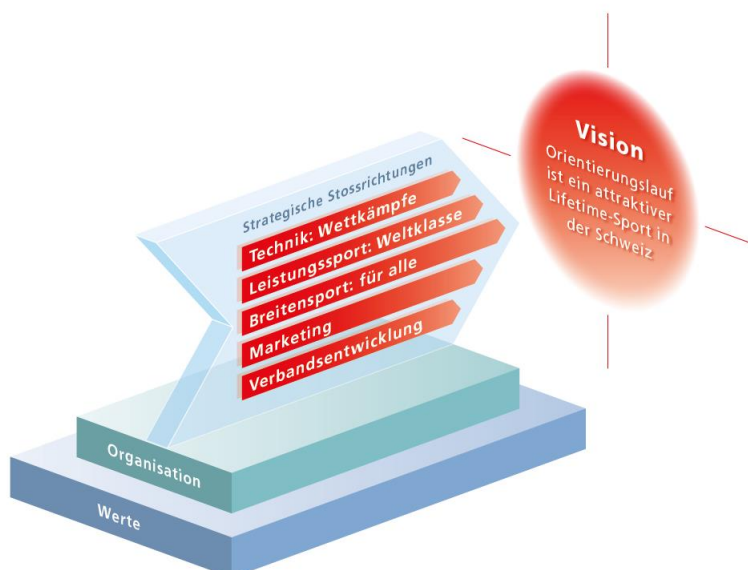 Vision
Orientierungslauf
ist ein attraktiver
Lifetime-Sport in
der Schweiz
Strategische Stossrichtungen
Technik: Wettkämpfe
Leistungssport: Weltklasse
Breitensport: für alle
Marketing
Verbandsentwicklung
Organisation
Werte